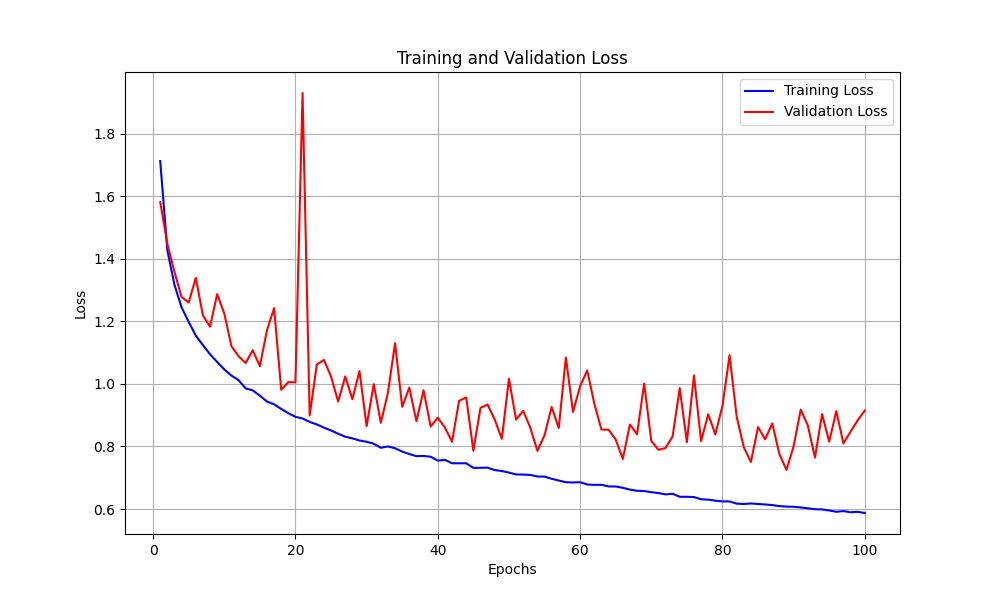 Training and Validation Loss
Training Loss
Validation Loss
1.8
1.6
1.4
1.2
1.0
0.8
0.6
Loss
0
20
40
60
80
100
Epochs